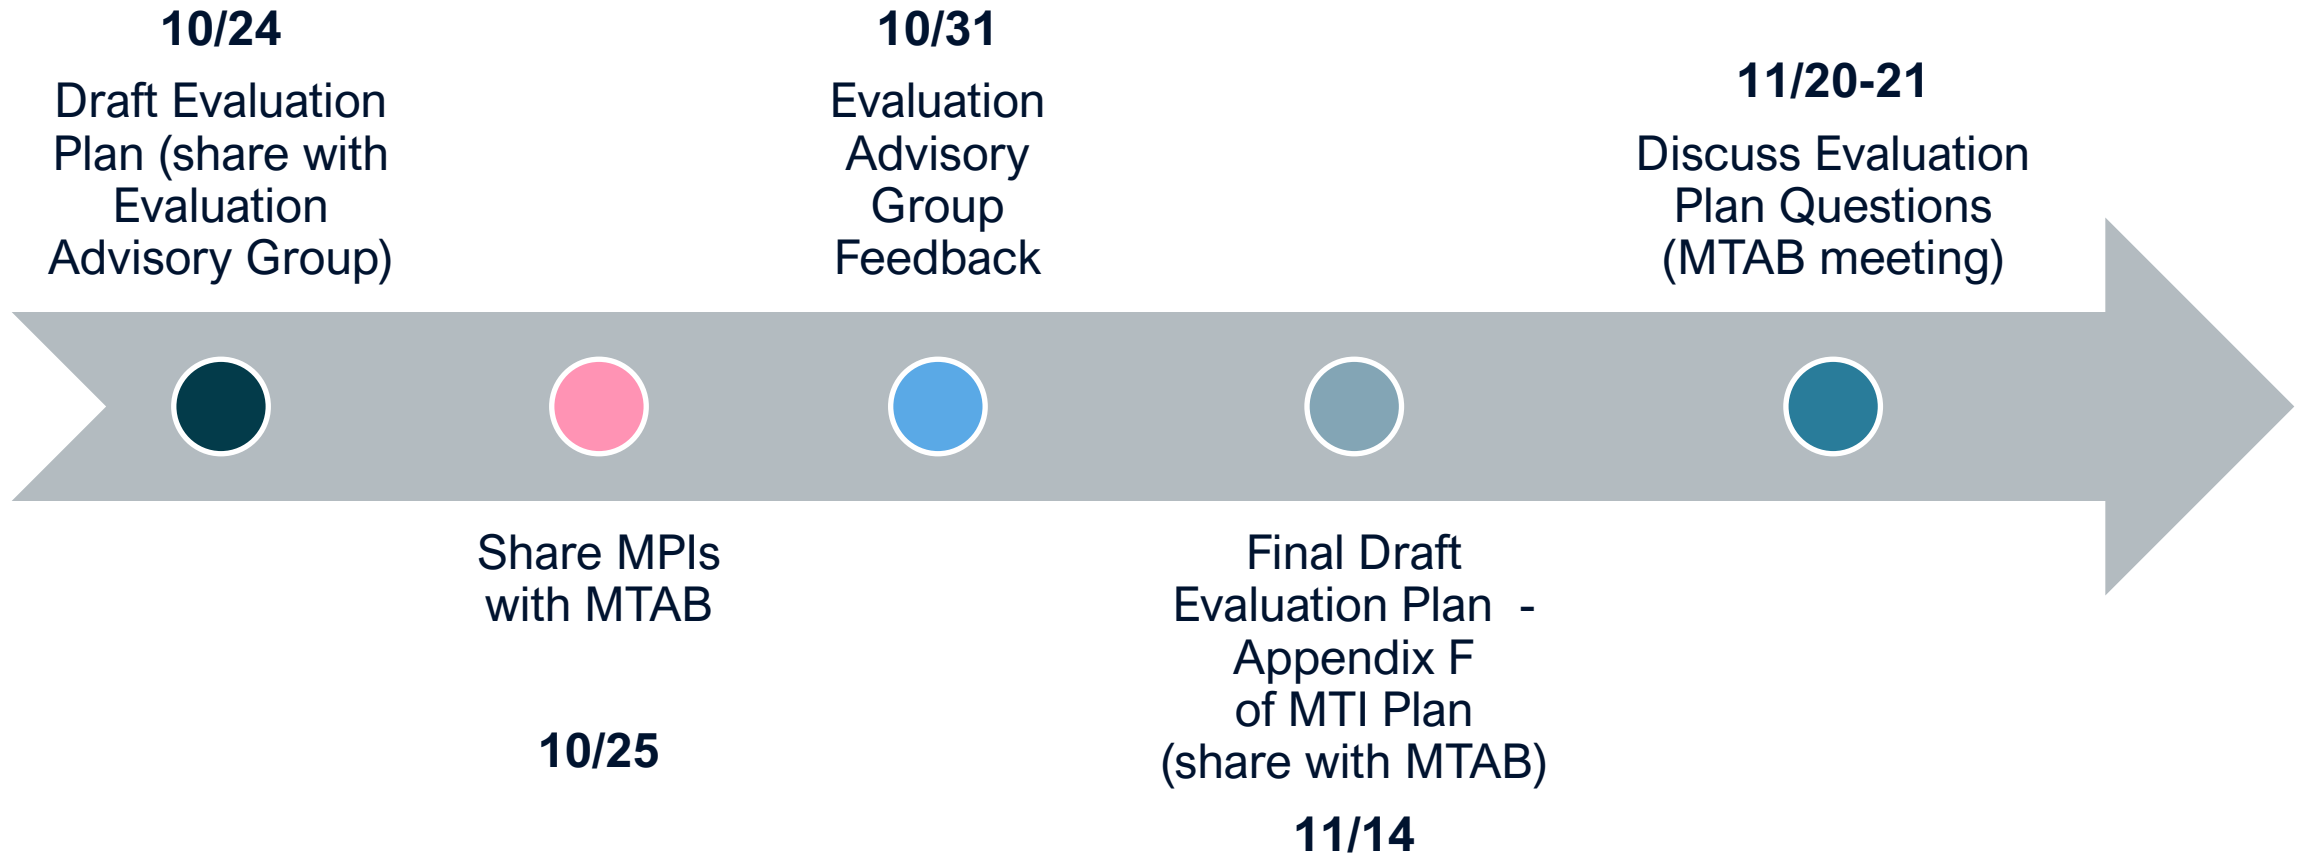 10/24
Draft Evaluation
Plan (share with
Evaluation
Advisory Group)
Share MPIs
with MTAB
10/25
10/31
Evaluation
Advisory
Group
Feedback
Final Draft
Evaluation Plan  -
Appendix F
of MTI Plan
(share with MTAB)
11/14
11/20-21
Discuss Evaluation
Plan Questions
(MTAB meeting)